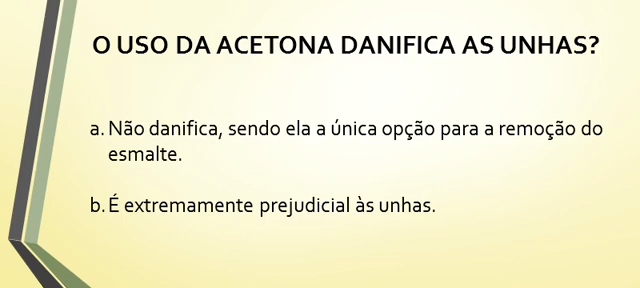 O USO DA ACETONA DANIFICA AS UNHAS?
a. Não danifica, sendo ela a única opção para a remoção do
esmalte.
b. É extremamente prejudicial às unhas.